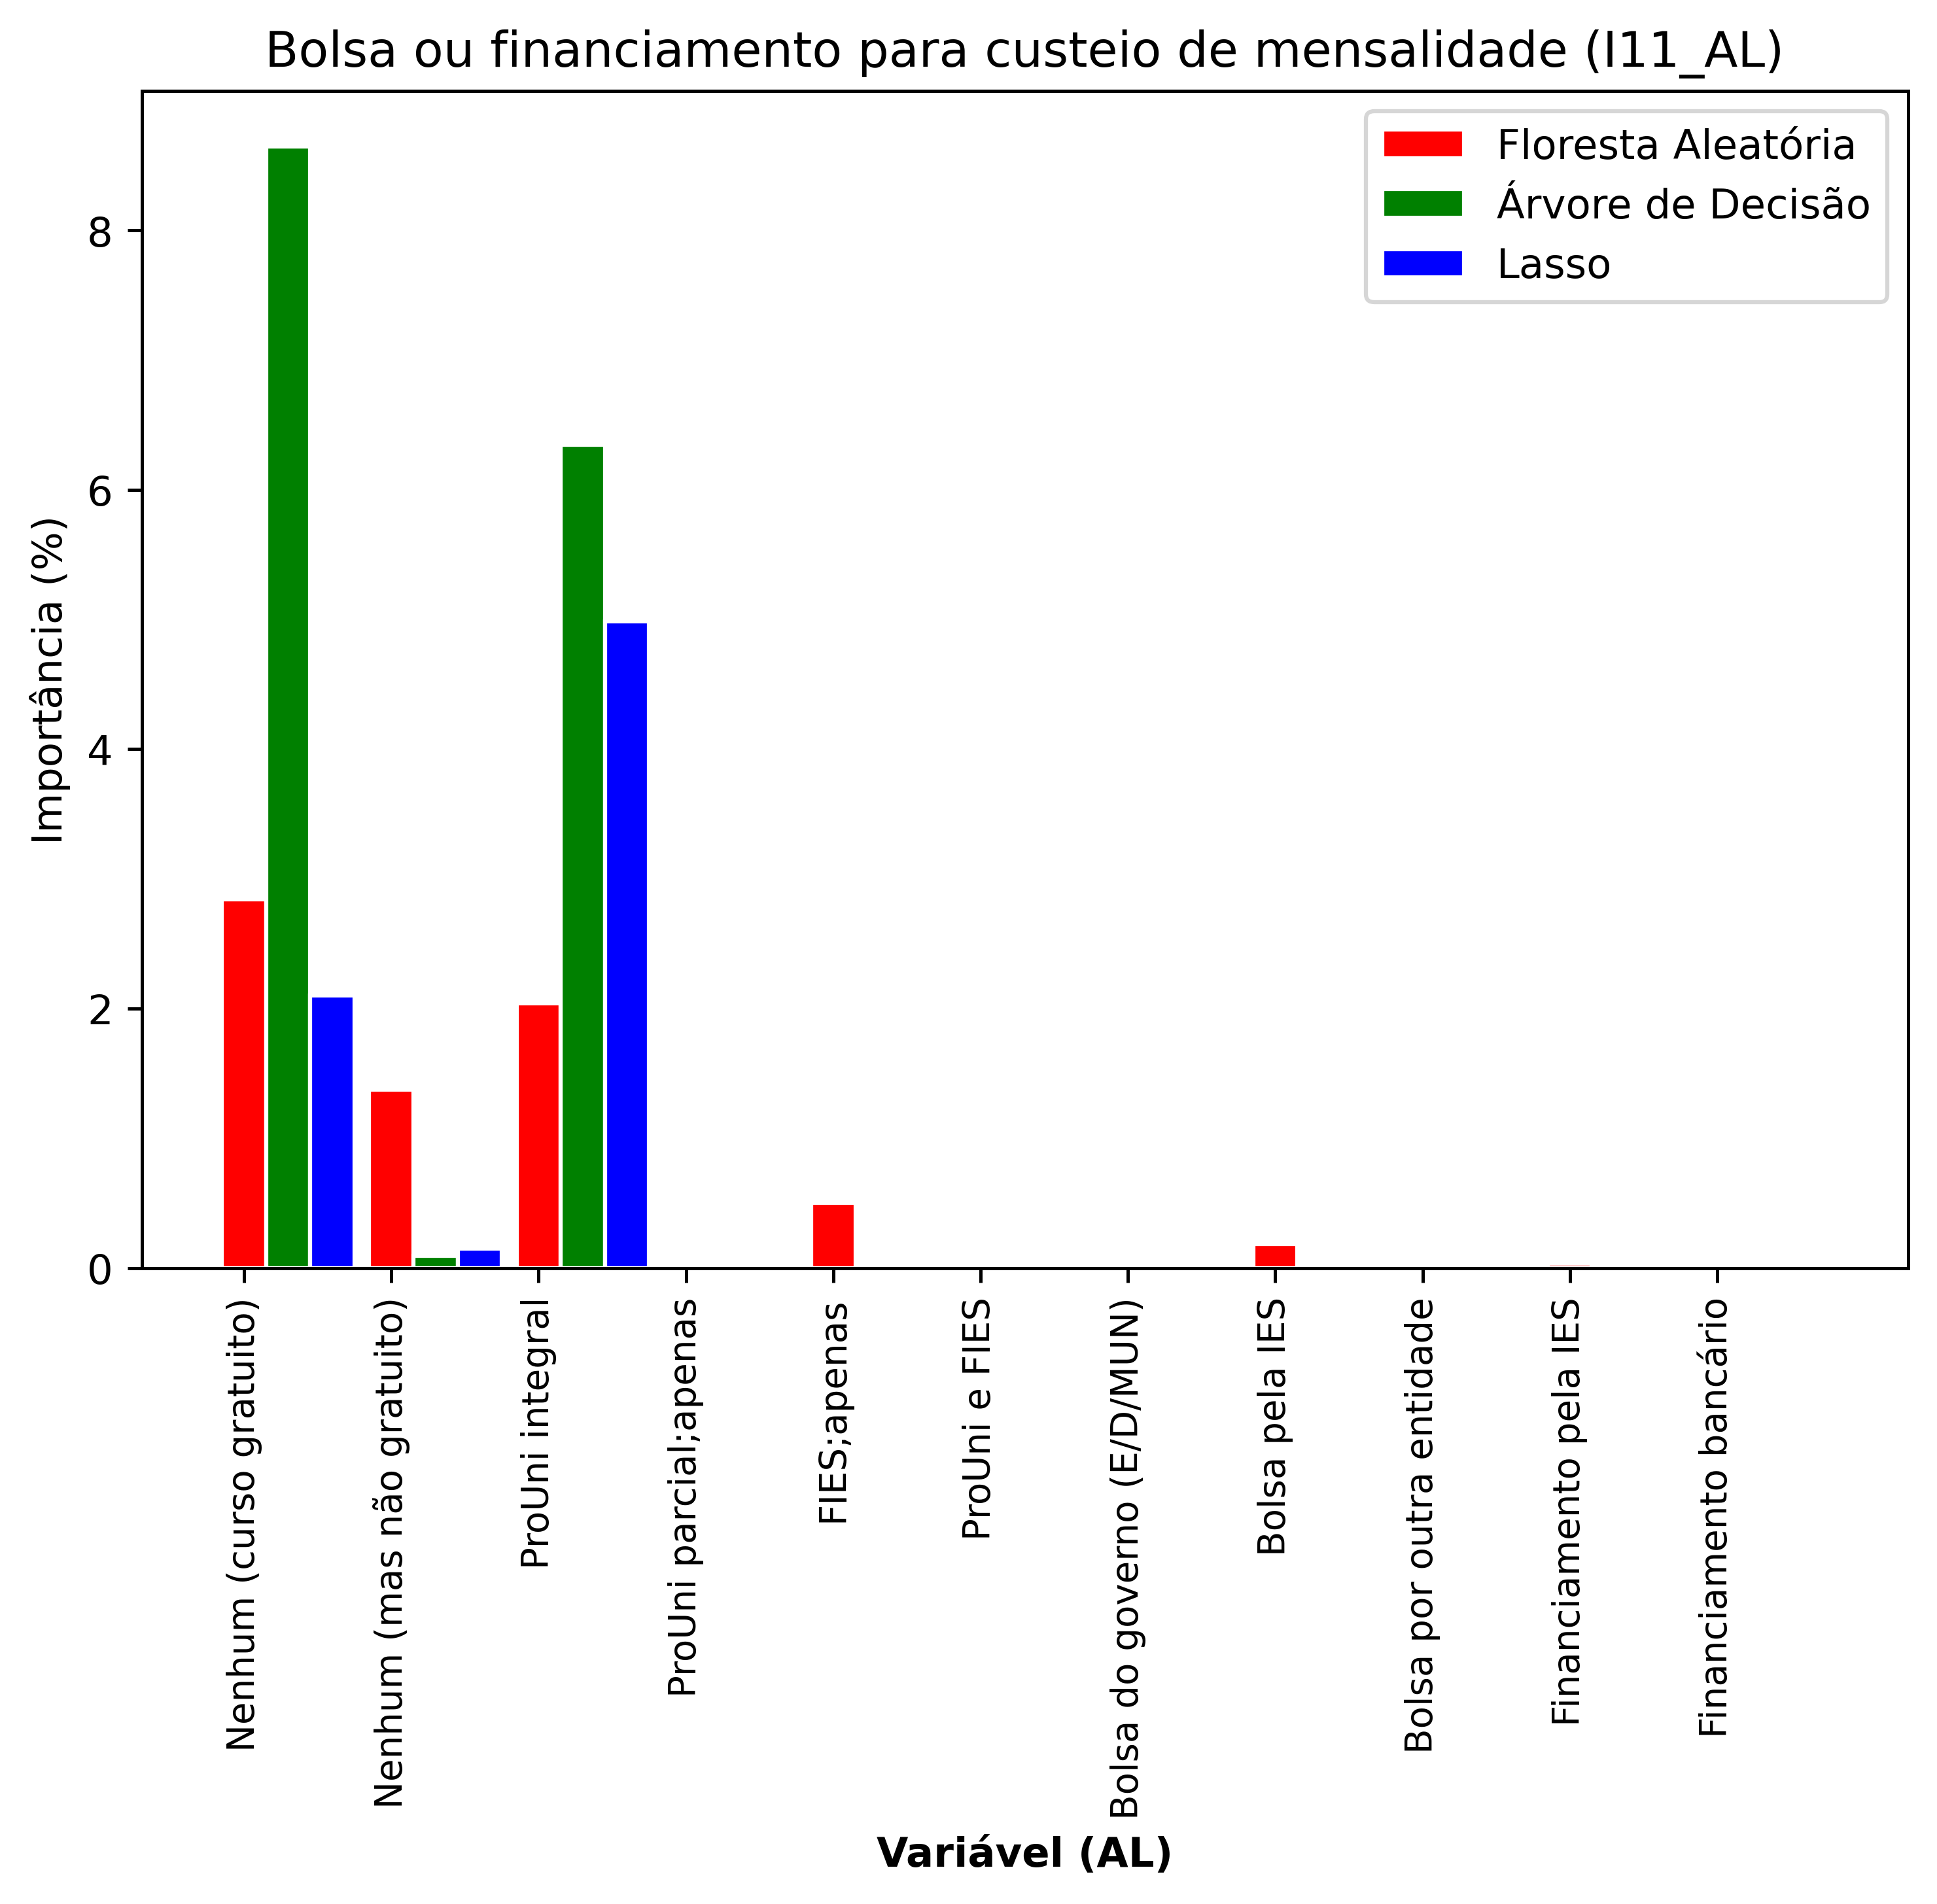 Bolsa ou financiamento para custeio de mensalidade (I11_AL)
Floresta Aleatória
Árvore de Decisão
Lasso
Importância (%)
8
6
4
2
0
Nenhum (curso gratuito)
Nenhum (mas não gratuito)
ProUni integral
ProUni parcial;apenas
FIES;apenas
ProUni e FIES
Bolsa do governo (E/D/MUN)
Bolsa pela IES
Bolsa por outra entidade
Financiamento pela IES
Financiamento bancário
Variável (AL)